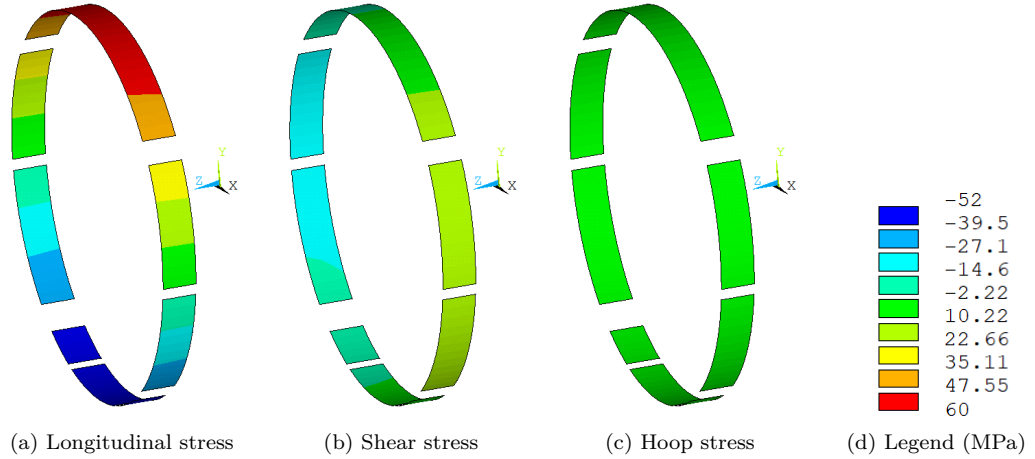 Y
Z
X
Y
Z
X
Y
Z
X
-52
-39.5
-27.1
-14.6
-2.22
10.22
22.66
35.11
47.55
60
(a) Longitudinal stress
(b) Shear stress
(c) Hoop stress
(d) Legend (MPa)